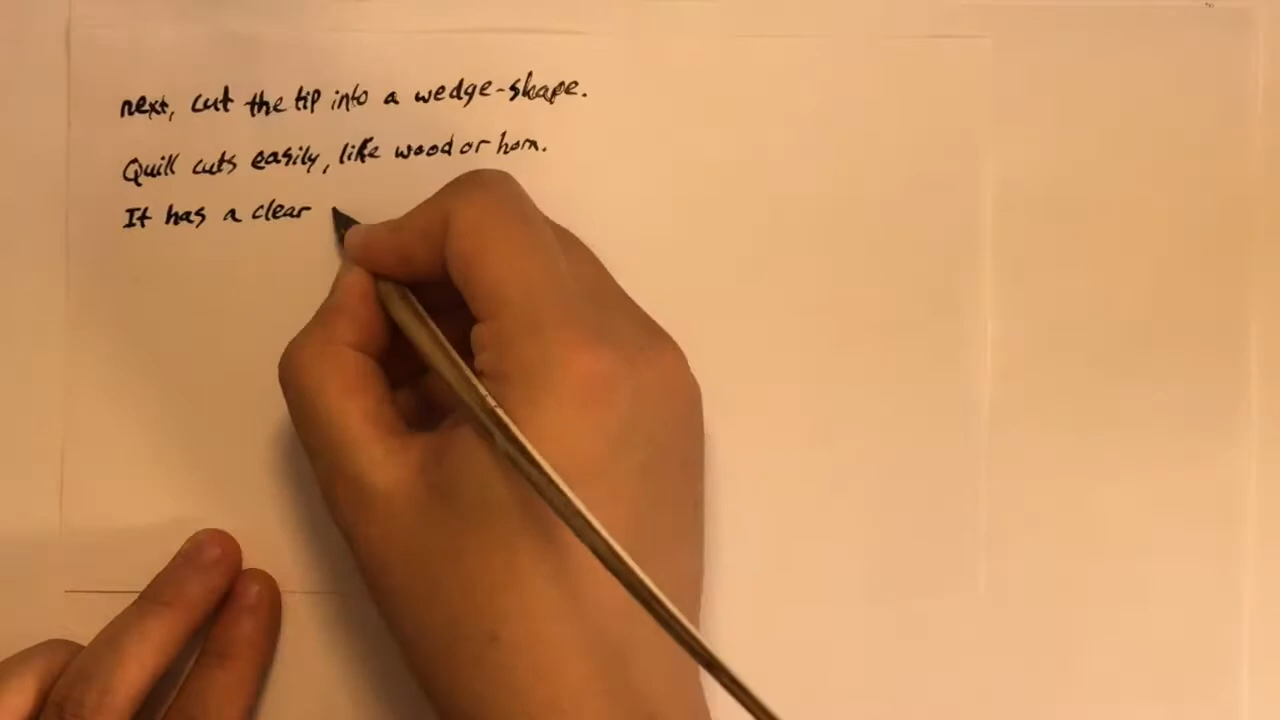 next, cut the tip into a wedge-shape.
Quill cuts easily, like wood or horn.
It has a clear